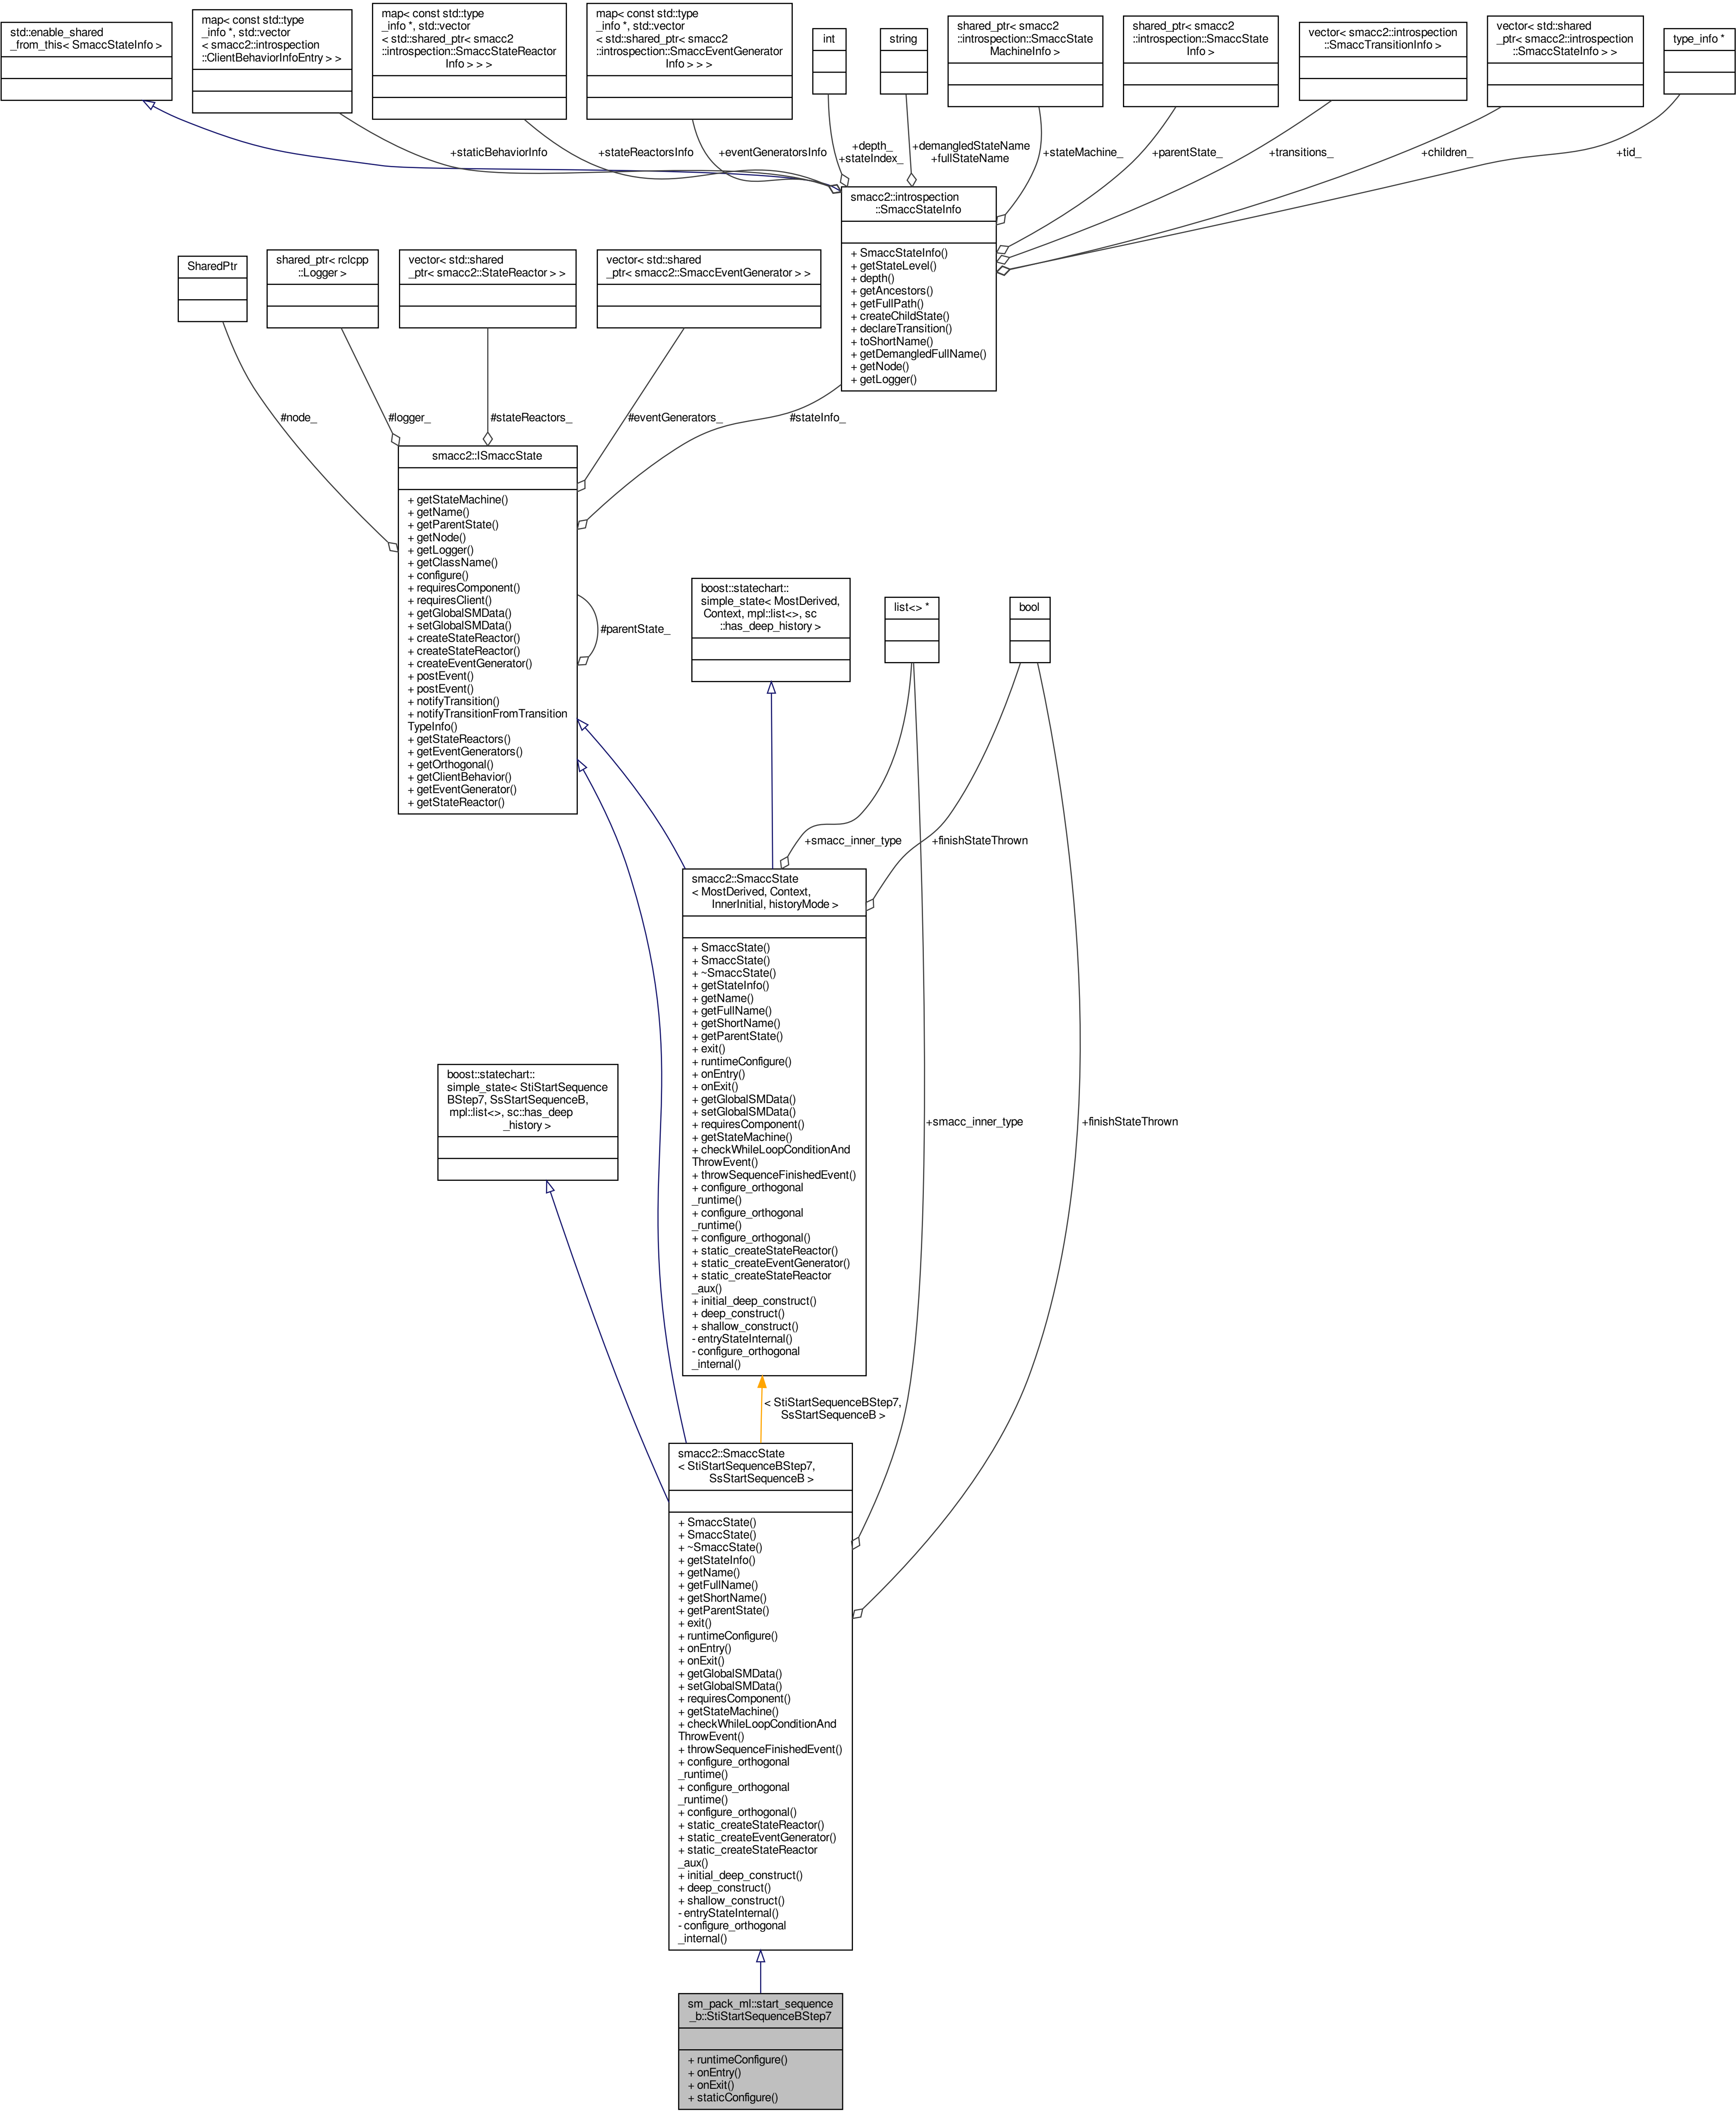 std::enable_shared
_from_this< SmaccStateInfo >
map< const std::type
_info *, std::vector
< smacc2::introspection
::ClientBehaviorInfoEntry > >
map< const std::type
_info *, std::vector
< std::shared_ptr< smacc2
::introspection::SmaccStateReactor
Info > > >
map< const std::type
_info *, std::vector
< std::shared_ptr< smacc2
::introspection::SmaccEventGenerator
Info > > >
int
string
shared_ptr< smacc2
::introspection::SmaccState
MachineInfo >
shared_ptr< smacc2
::introspection::SmaccState
Info >
vector< smacc2::introspection
::SmaccTransitionInfo >
vector< std::shared
_ptr< smacc2::introspection
::SmaccStateInfo > >
type_info *
+staticBehaviorInfo
+stateReactorsInfo
+eventGeneratorsInfo
+depth_
+stateIndex_
+demangledStateName
+fullStateName
+stateMachine_
+parentState_
+transitions_
+children_
+tid_
smacc2::introspection
::SmaccStateInfo
+ SmaccStateInfo()
+ getStateLevel()
+ depth()
+ getAncestors()
+ getFullPath()
+ createChildState()
+ declareTransition()
+ toShortName()
+ getDemangledFullName()
+ getNode()
+ getLogger()
SharedPtr
shared_ptr< rclcpp
::Logger >
vector< std::shared
_ptr< smacc2::StateReactor > >
vector< std::shared
_ptr< smacc2::SmaccEventGenerator > >
#node_
#logger_
#stateReactors_
#eventGenerators_
#stateInfo_
smacc2::ISmaccState
+ getStateMachine()
+ getName()
+ getParentState()
+ getNode()
+ getLogger()
+ getClassName()
+ configure()
+ requiresComponent()
+ requiresClient()
+ getGlobalSMData()
+ setGlobalSMData()
+ createStateReactor()
+ createStateReactor()
+ createEventGenerator()
+ postEvent()
+ postEvent()
+ notifyTransition()
+ notifyTransitionFromTransition
TypeInfo()
+ getStateReactors()
+ getEventGenerators()
+ getOrthogonal()
+ getClientBehavior()
+ getEventGenerator()
+ getStateReactor()
#parentState_
boost::statechart::
simple_state< MostDerived,
Context, mpl::list<>, sc
::has_deep_history >
list<> *
bool
+smacc_inner_type
+finishStateThrown
smacc2::SmaccState
< MostDerived, Context,
InnerInitial, historyMode >
+ SmaccState()
+ SmaccState()
+ ~SmaccState()
+ getStateInfo()
+ getName()
+ getFullName()
+ getShortName()
+ getParentState()
+ exit()
+ runtimeConfigure()
+ onEntry()
+ onExit()
+ getGlobalSMData()
+ setGlobalSMData()
+ requiresComponent()
+ getStateMachine()
+ checkWhileLoopConditionAnd
ThrowEvent()
+ throwSequenceFinishedEvent()
+ configure_orthogonal
_runtime()
+ configure_orthogonal
_runtime()
+ configure_orthogonal()
+ static_createStateReactor()
+ static_createEventGenerator()
+ static_createStateReactor
_aux()
+ initial_deep_construct()
+ deep_construct()
+ shallow_construct()
- entryStateInternal()
- configure_orthogonal
_internal()
boost::statechart::
simple_state< StiStartSequence
BStep7, SsStartSequenceB,
mpl::list<>, sc::has_deep
_history >
+smacc_inner_type
+finishStateThrown
< StiStartSequenceBStep7,
SsStartSequenceB >
smacc2::SmaccState
< StiStartSequenceBStep7,
SsStartSequenceB >
+ SmaccState()
+ SmaccState()
+ ~SmaccState()
+ getStateInfo()
+ getName()
+ getFullName()
+ getShortName()
+ getParentState()
+ exit()
+ runtimeConfigure()
+ onEntry()
+ onExit()
+ getGlobalSMData()
+ setGlobalSMData()
+ requiresComponent()
+ getStateMachine()
+ checkWhileLoopConditionAnd
ThrowEvent()
+ throwSequenceFinishedEvent()
+ configure_orthogonal
_runtime()
+ configure_orthogonal
_runtime()
+ configure_orthogonal()
+ static_createStateReactor()
+ static_createEventGenerator()
+ static_createStateReactor
_aux()
+ initial_deep_construct()
+ deep_construct()
+ shallow_construct()
- entryStateInternal()
- configure_orthogonal
_internal()
sm_pack_ml::start_sequence
_b::StiStartSequenceBStep7
+ runtimeConfigure()
+ onEntry()
+ onExit()
+ staticConfigure()